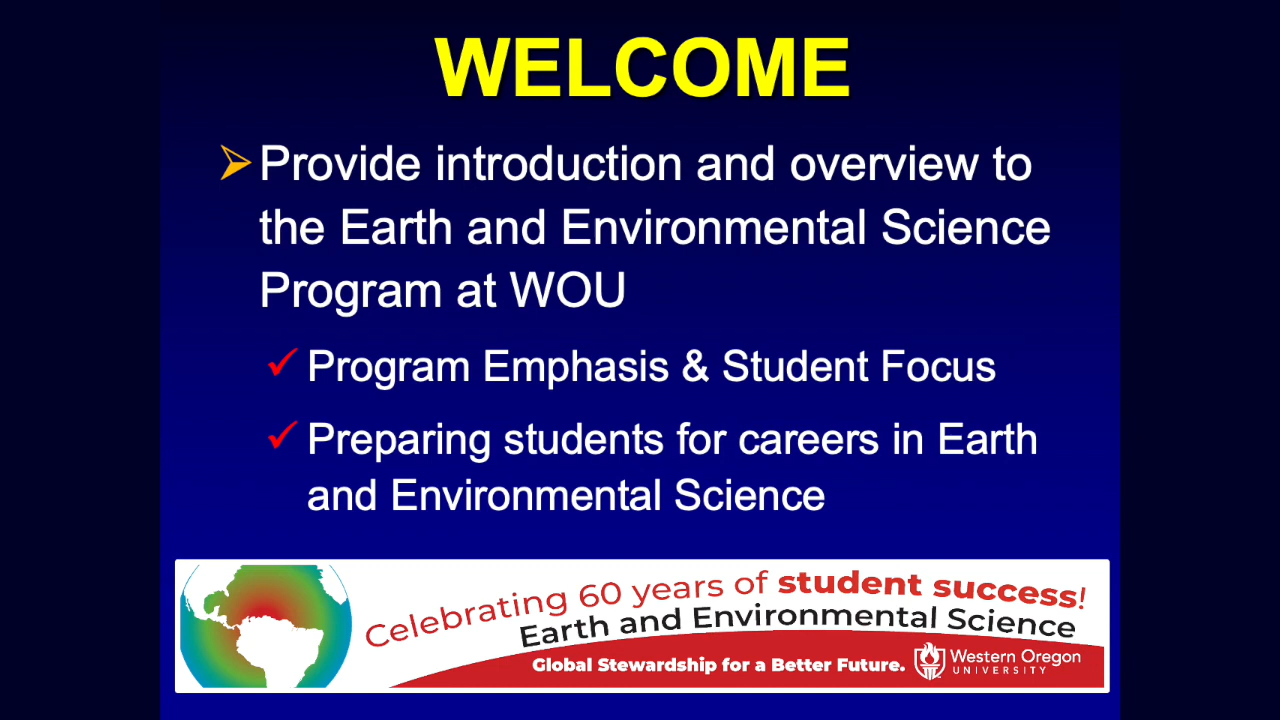 WELCOME
Provide introduction and overview to
the Earth and Environmental Science
Program at WOU
Program Emphasis & Student Focus
Preparing students for careers in Earth
and Environmental Science
Celebrating 60 years of student success!
Earth and Environmental Science
Global Stewardship for a Better Future.
Western Oregon
UNIVERSITY